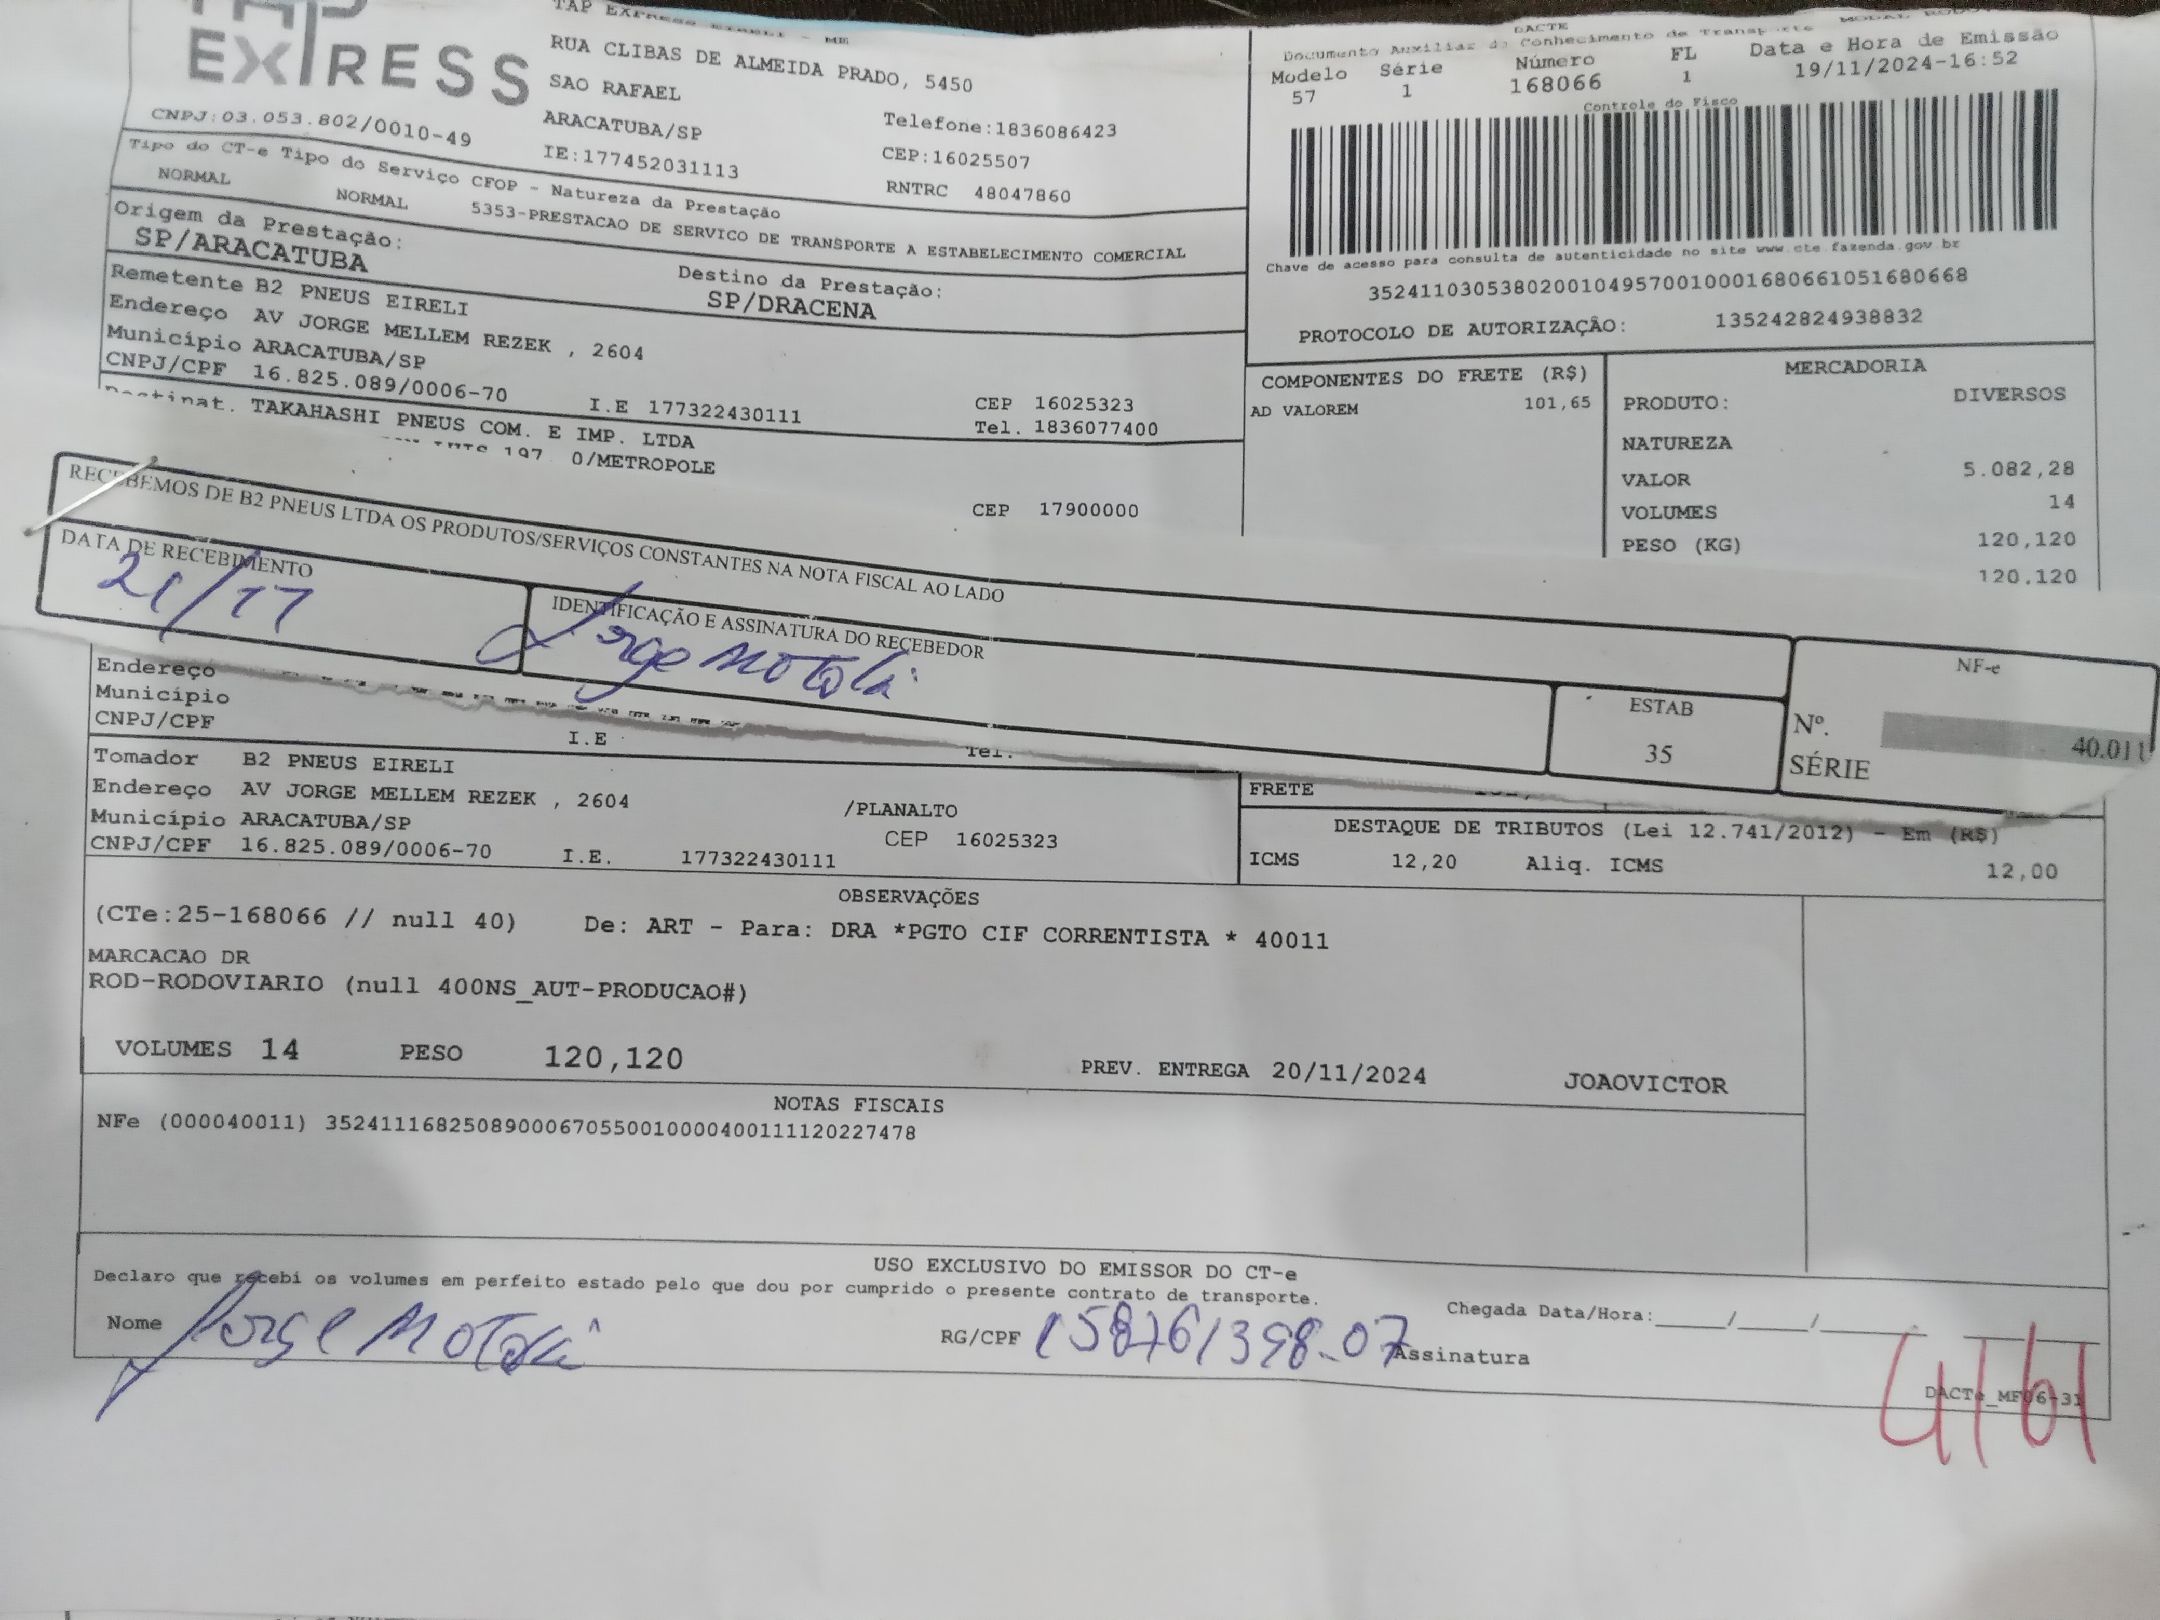 EXPRESS
CNPJ:03.053.802/0010-49
TAP EXPRESS EIRELI - ME
RUA CLIBAS DE ALMEIDA PRADO, 5450
SAO RAFAEL
ARACATUBA/SP
Telefone:1836086423
IE:177452031113
CEP:16025507
RNTRC 48047860
DACTE
Documento Auxiliar do Conhecimento de Transporte
Modelo Série Número FL Data e Hora de Emissão
57 1 168066 1 19/11/2024-16:52
Controle do Fisco
Chave de acesso para consulta de autenticidade no site www.cte.fazenda.gov.br
35241103053802001049570010001680661051680668
PROTOCOLO DE AUTORIZAÇÃO: 135242824938832
Tipo do CT-e Tipo do Serviço CFOP - Natureza da Prestação
NORMAL NORMAL 5353-PRESTACAO DE SERVICO DE TRANSPORTE A ESTABELECIMENTO COMERCIAL
Origem da Prestação: Destino da Prestação:
SP/ARACATUBA SP/DRACENA
Remetente B2 PNEUS EIRELI
Endereço AV JORGE MELLEM REZEK , 2604
Município ARACATUBA/SP CEP 16025323
CNPJ/CPF 16.825.089/0006-70 I.E 177322430111 Tel. 1836077400
Destinat. TAKAHASHI PNEUS COM. E IMP. LTDA
197 0/METROPOLE
CEP 17900000
COMPONENTES DO FRETE (R$)
AD VALOREM 101,65
MERCADORIA
PRODUTO: DIVERSOS
NATUREZA
VALOR 5.082,28
VOLUMES 14
PESO (KG) 120,120
120,120
RECEBEMOS DE B2 PNEUS LTDA OS PRODUTOS/SERVIÇOS CONSTANTES NA NOTA FISCAL AO LADO
DATA DE RECEBIMENTO
21/11
IDENTIFICAÇÃO E ASSINATURA DO RECEBEDOR
Jorge
ESTAB
35
NF-e
Nº. 40.011
SÉRIE
Endereço
Município
CNPJ/CPF I.E Tel.
Tomador B2 PNEUS EIRELI
Endereço AV JORGE MELLEM REZEK , 2604 /PLANALTO
Município ARACATUBA/SP CEP 16025323
CNPJ/CPF 16.825.089/0006-70 I.E. 177322430111
FRETE
DESTAQUE DE TRIBUTOS (Lei 12.741/2012) - Em (R$)
ICMS 12,20 Aliq. ICMS 12,00
OBSERVAÇÕES
(CTe:25-168066 // null 40) De: ART - Para: DRA *PGTO CIF CORRENTISTA * 40011
MARCACAO DR
ROD-RODOVIARIO (null 400NS_AUT-PRODUCAO#)
VOLUMES 14 PESO 120,120 PREV. ENTREGA 20/11/2024 JOAOVICTOR
NOTAS FISCAIS
NFe (000040011) 35241116825089000670550010000400111120227478
USO EXCLUSIVO DO EMISSOR DO CT-e
Declaro que recebi os volumes em perfeito estado pelo que dou por cumprido o presente contrato de transporte.
Nome Jorge RG/CPF Assinatura
Chegada Data/Hora:_____/_____/_____
DACTe_MF06-31